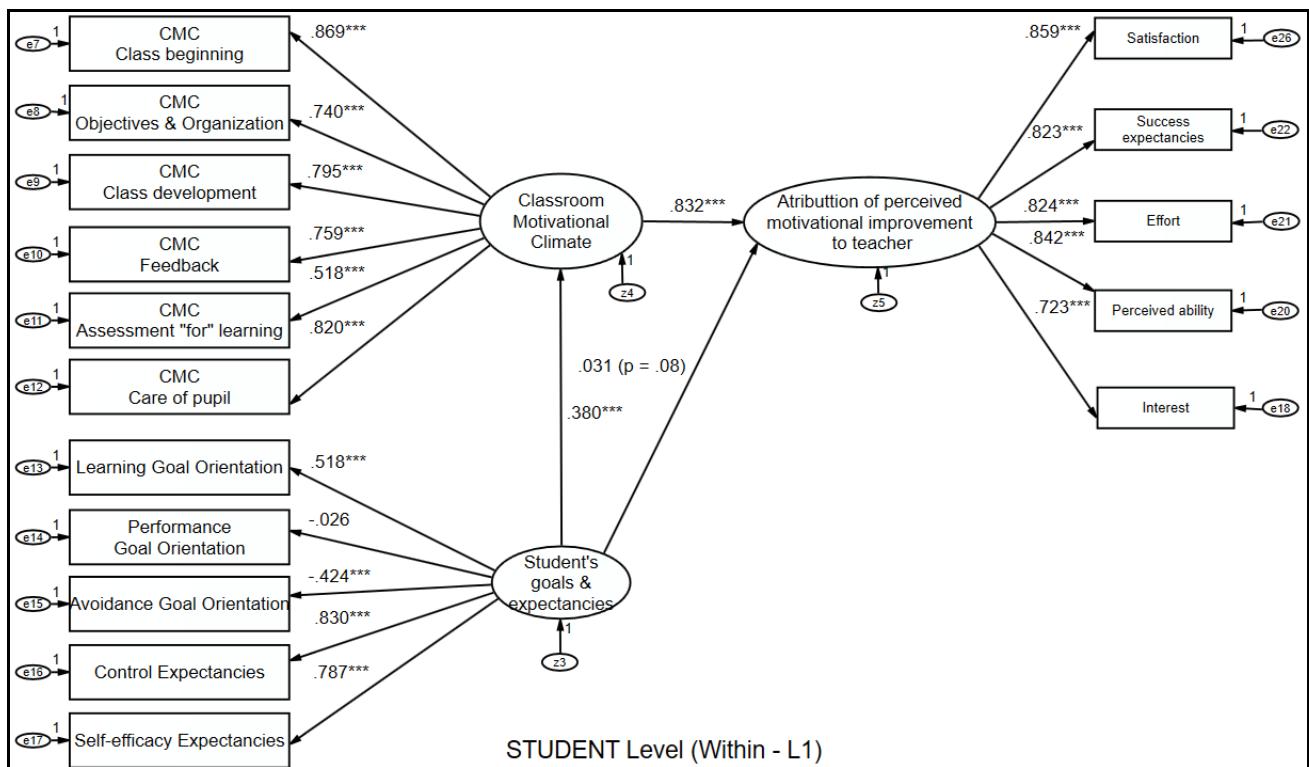 1
e7
CMC
Class beginning
.869***
1
e8
CMC
Objectives & Organization
.740***
1
e9
CMC
Class development
.795***
1
e10
CMC
Feedback
.759***
1
e11
CMC
Assessment "for" learning
.518***
1
e12
CMC
Care of pupil
.820***
1
e13
Learning Goal Orientation
.518***
1
e14
Performance
Goal Orientation
-.026
1
e15
Avoidance Goal Orientation
-.424***
1
e16
Control Expectancies
.830***
1
e17
Self-efficacy Expectancies
.787***
Classroom
Motivational
Climate
1
z4
.832***
.380***
.031 (p = .08)
Student's
goals &
expectancies
1
z3
Atributtion of perceived
motivational improvement
to teacher
1
z5
.859***
Satisfaction
1
e26
.823***
Success
expectancies
1
e22
.824***
Effort
1
e21
.842***
Perceived ability
1
e20
.723***
Interest
1
e18
STUDENT Level (Within - L1)